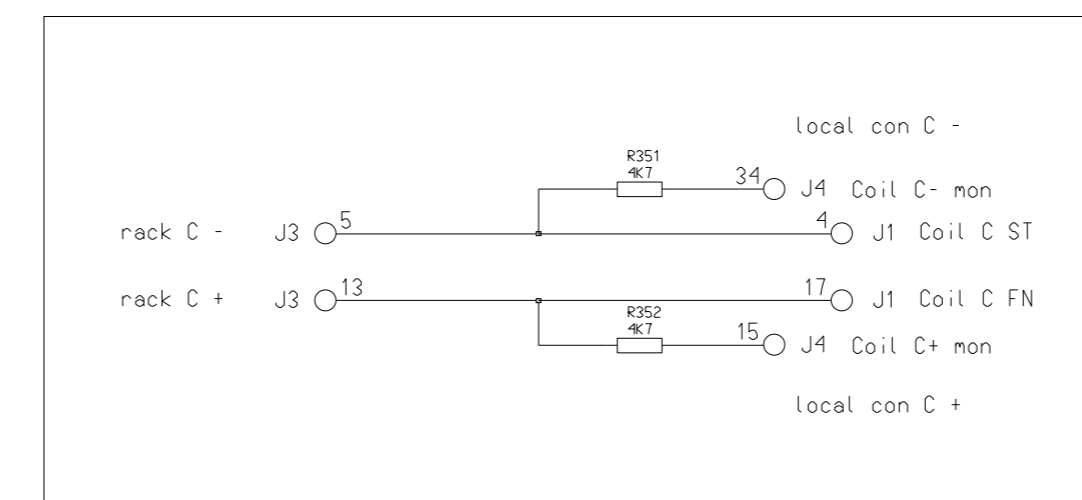 local con C -
R351
4K7
34 J4 Coil C- mon
rack C - J3 5 4 J1 Coil C ST
rack C + J3 13 17 J1 Coil C FN
R352
4K7
15 J4 Coil C+ mon
local con C +